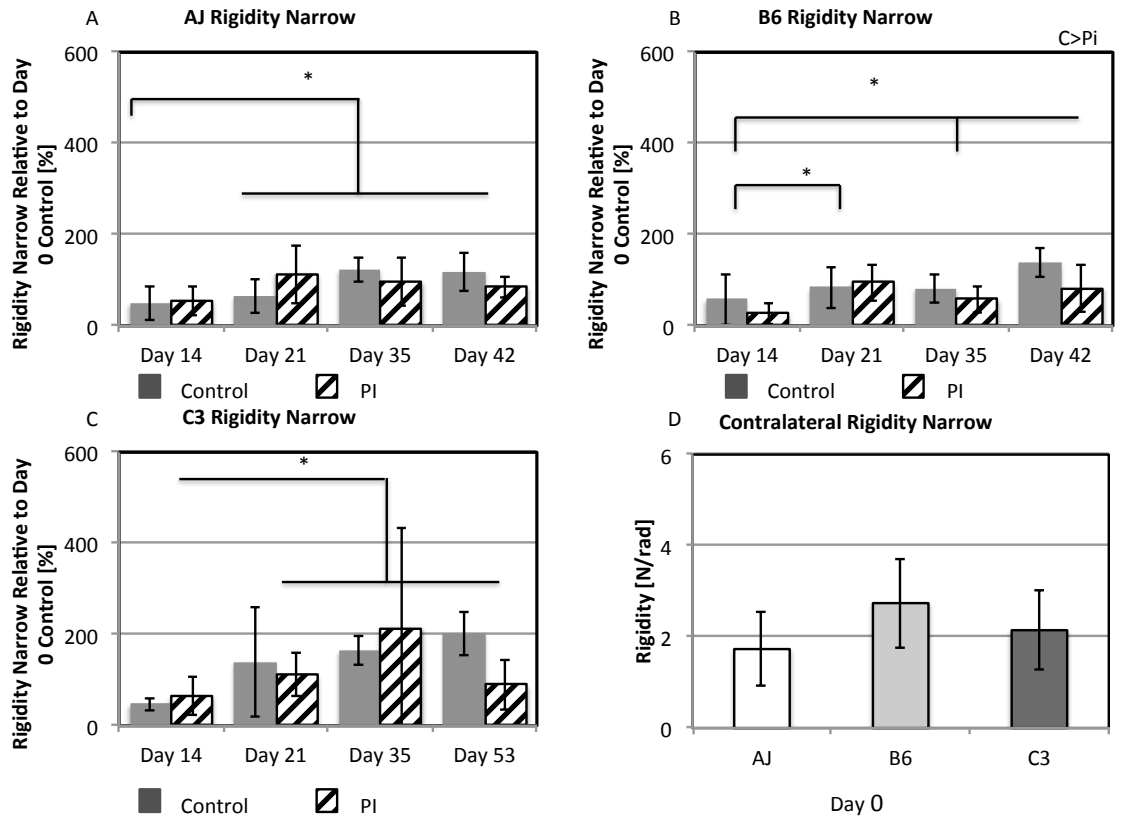 A
AJ Rigidity Narrow
Rigidity Narrow Relative to Day
0 Control [%]
600
400
200
0
*
Day 14
Day 21
Day 35
Day 42
Control
PI
B
B6 Rigidity Narrow
C>Pi
Rigidity Narrow Relative to Day
0 Control [%]
600
400
200
0
*
*
Day 14
Day 21
Day 35
Day 42
Control
PI
C
C3 Rigidity Narrow
Rigidity Narrow Relative to Day
0 Control [%]
600
400
200
0
*
Day 14
Day 21
Day 35
Day 53
Control
PI
D
Contralateral Rigidity Narrow
Rigidity [N/rad]
6
4
2
0
AJ
B6
C3
Day 0